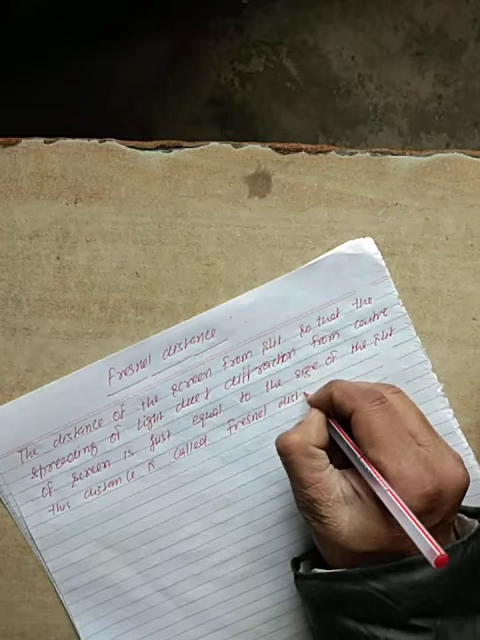 Fresnel distance
The distance of the screen from slit so that the
spreading of light due to diffraction from centre
of screen is just equal to the size of the slit
this distance is called Fresnel dist